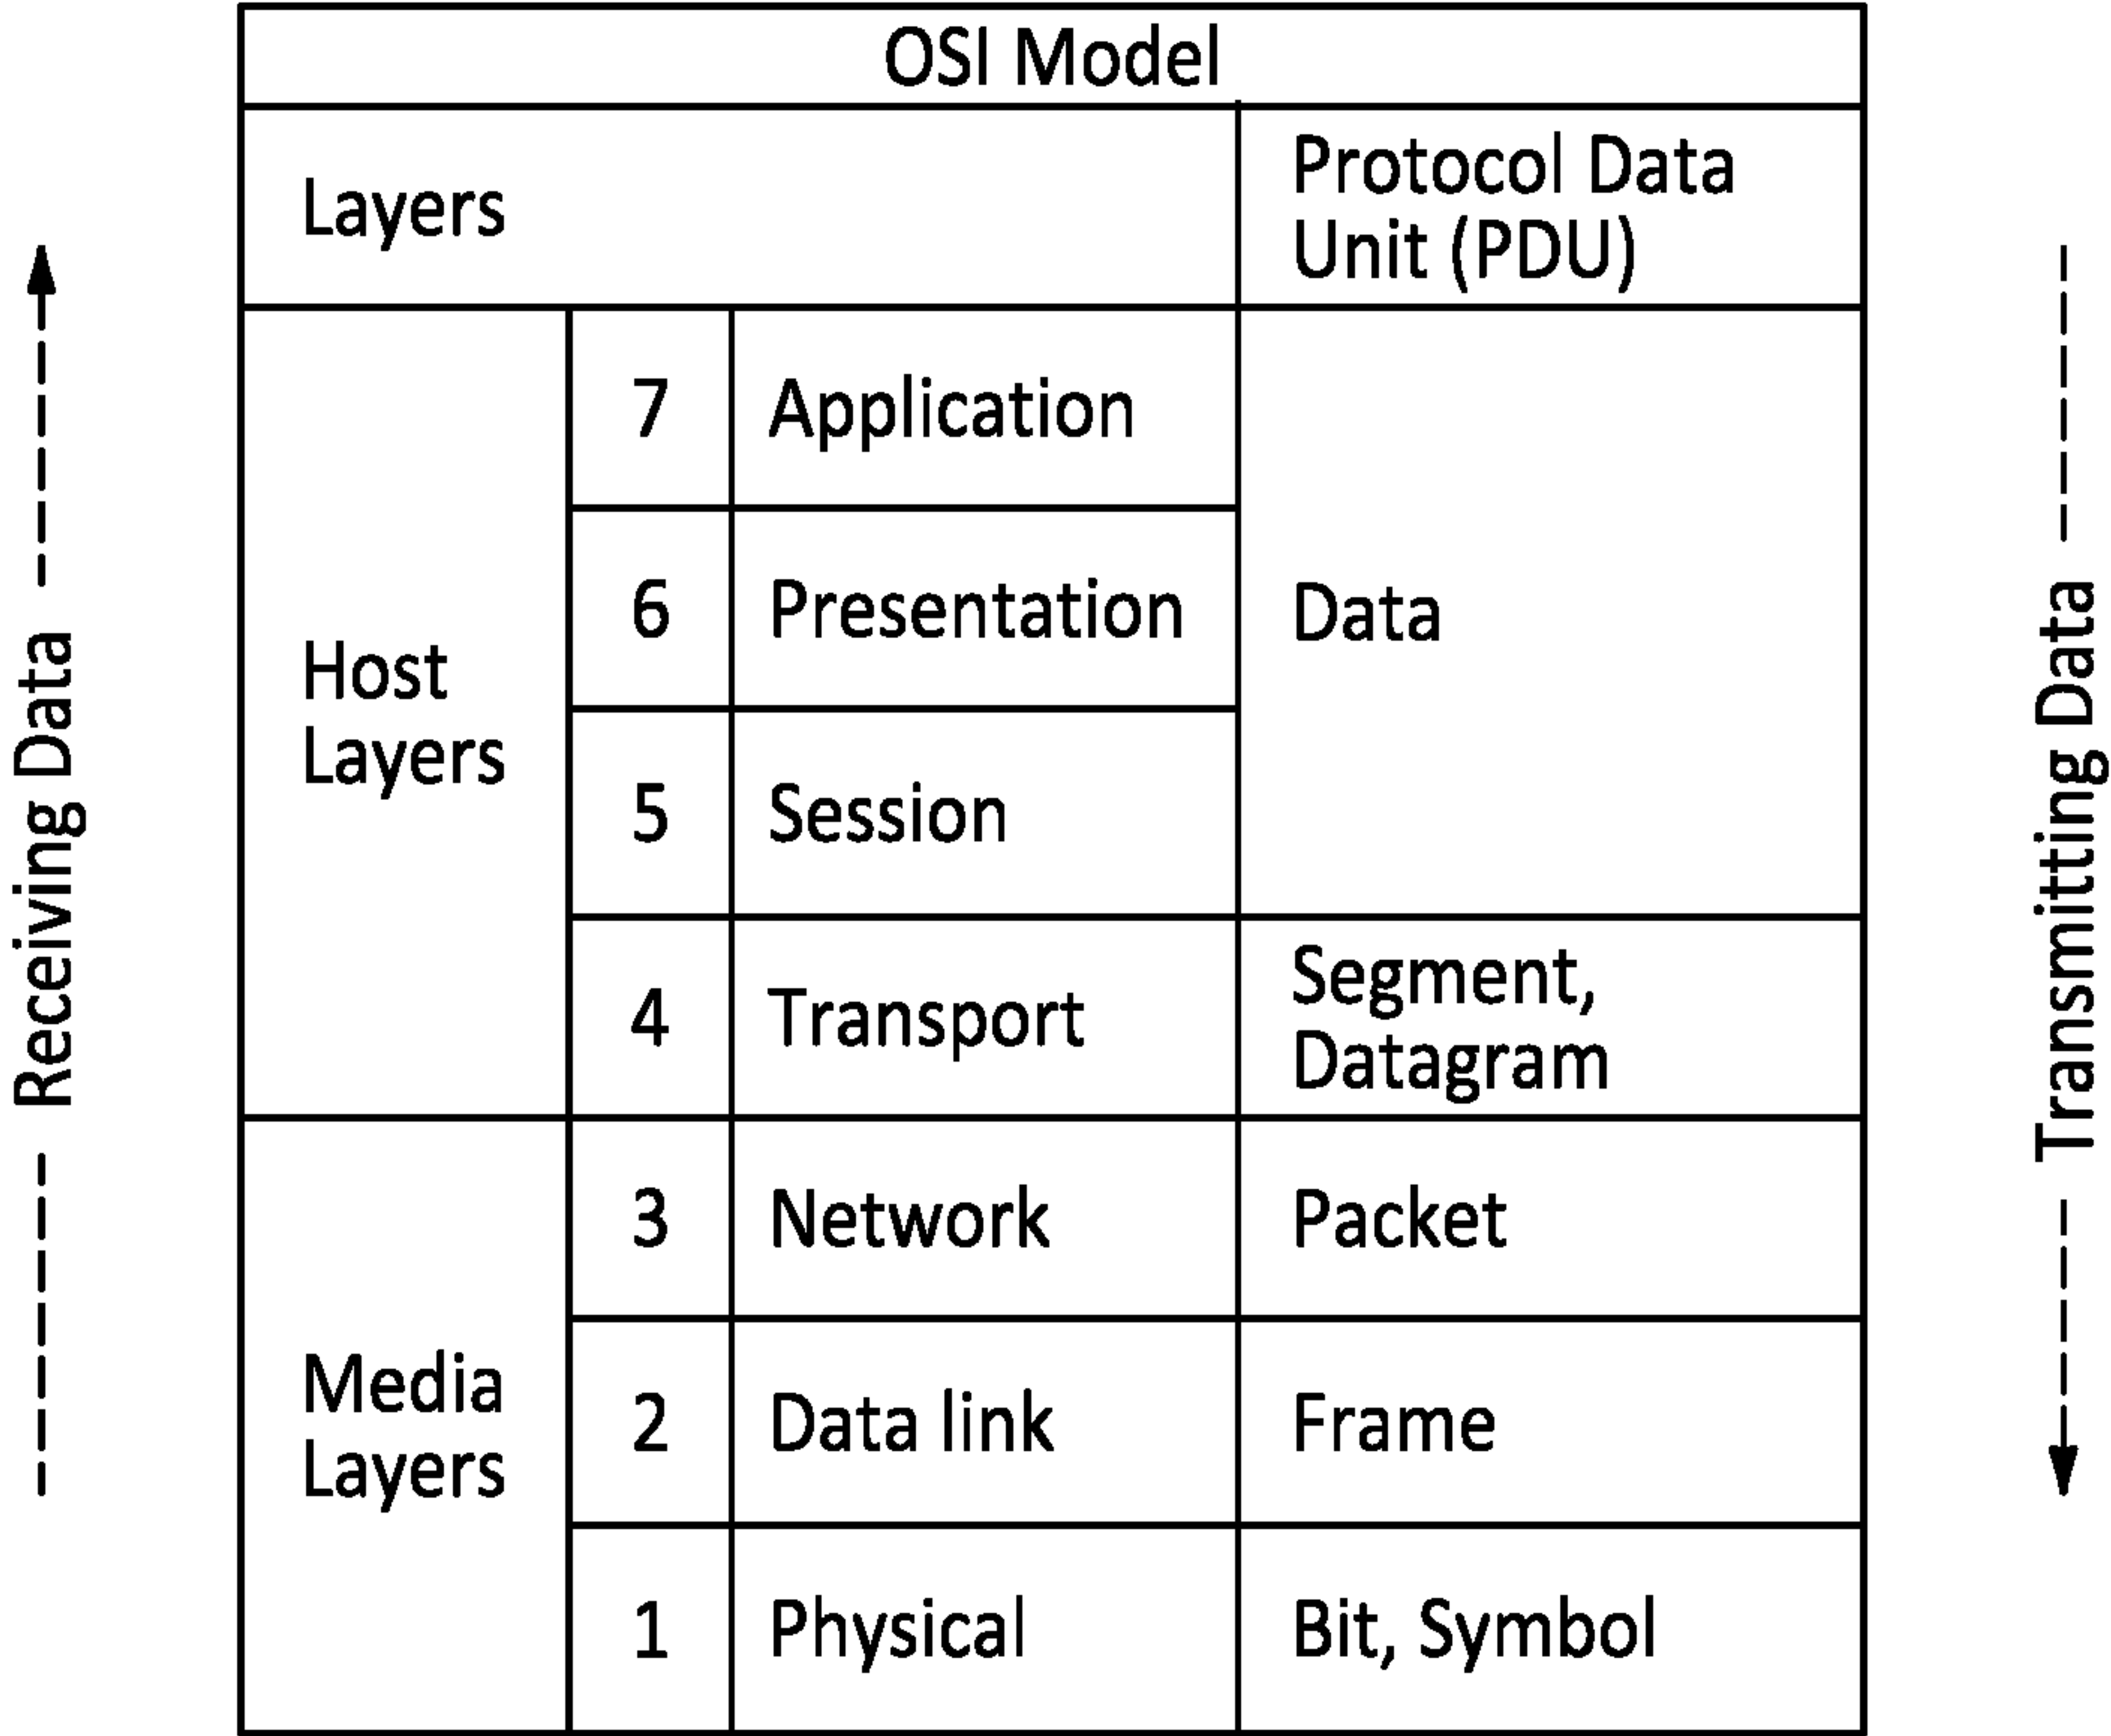 OSI Model
Layers
Protocol Data
Unit (PDU)
Host
Layers
7
Application
Data
6
Presentation
5
Session
4
Transport
Segment,
Datagram
Media
Layers
3
Network
Packet
2
Data link
Frame
1
Physical
Bit, Symbol
Receiving Data
Transmitting Data